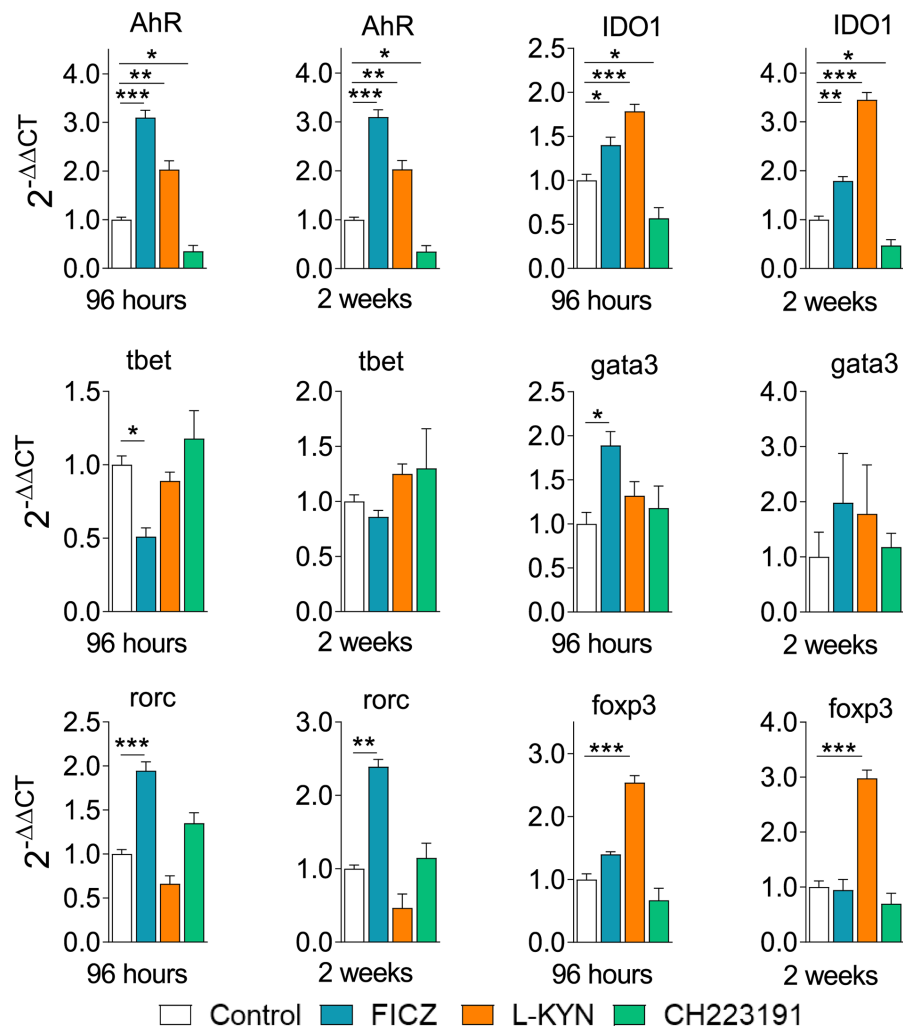 AhR AhR IDO1 IDO1
2^-ΔΔCT
* ** *** 4.0 3.0 2.0 1.0 0.0
* ** *** 4.0 3.0 2.0 1.0 0.0
* *** * 2.5 2.0 1.5 1.0 0.5 0.0
* *** ** 4.0 3.0 2.0 1.0 0.0
96 hours 2 weeks 96 hours 2 weeks
tbet tbet gata3 gata3
2^-ΔΔCT
* 1.5 1.0 0.5 0.0
2.0 1.5 1.0 0.5 0.0
* 2.5 2.0 1.5 1.0 0.5 0.0
4.0 3.0 2.0 1.0 0.0
96 hours 2 weeks 96 hours 2 weeks
rorc rorc foxp3 foxp3
2^-ΔΔCT
*** 2.5 2.0 1.5 1.0 0.5 0.0
** 3.0 2.0 1.0 0.0
*** 3.0 2.0 1.0 0.0
*** 4.0 3.0 2.0 1.0 0.0
96 hours 2 weeks 96 hours 2 weeks
Control FICZ L-KYN CH223191